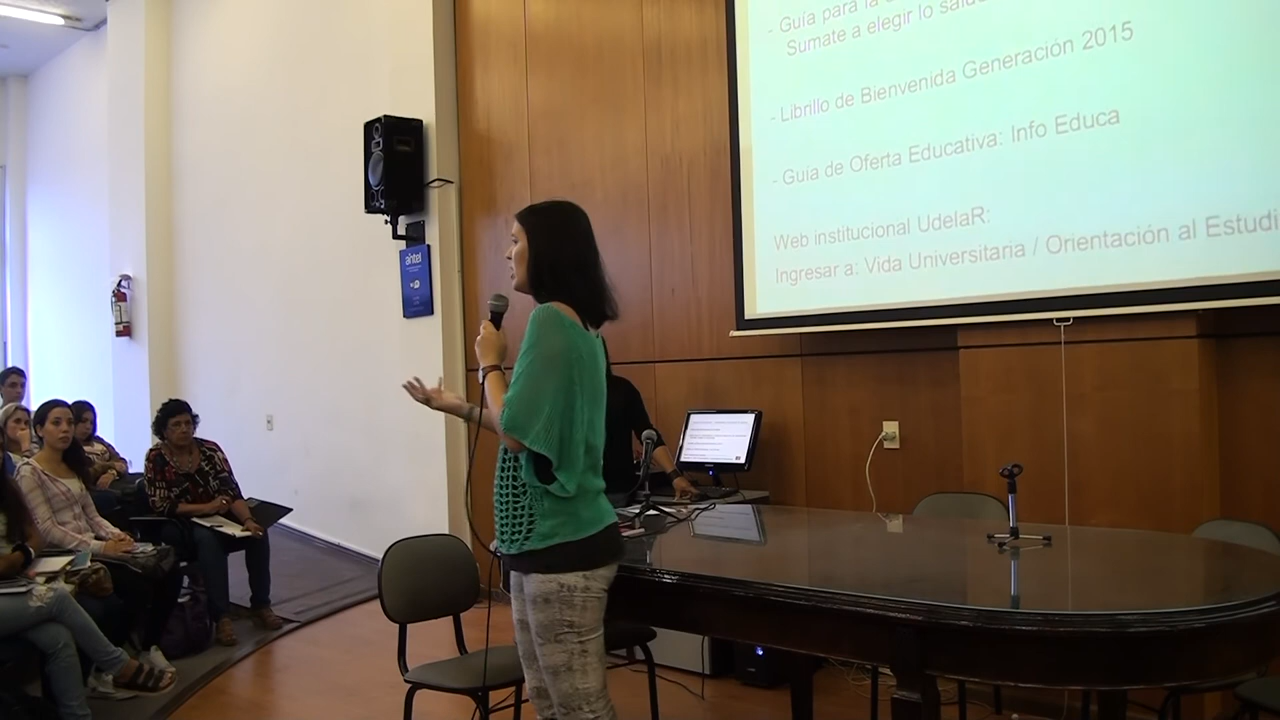 - Guía para la
Sumate a elegir lo
- Librillo de Bienvenida Generación 2015
- Guía de Oferta Educativa: Info Educa
Web institucional UdelaR:
Ingresar a: Vida Universitaria / Orientación al Estudi
antel